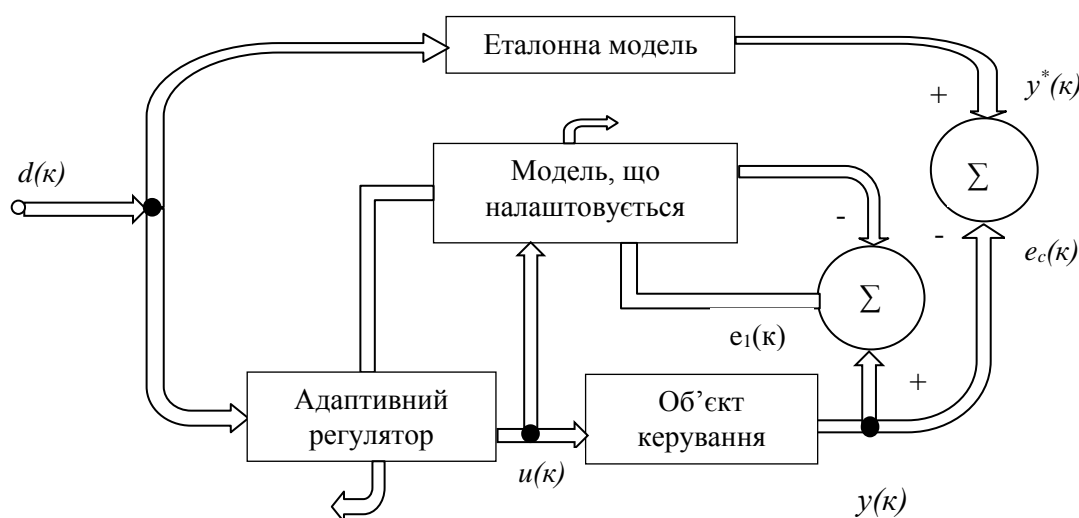 Еталонна модель
y*(к)
+
d(к)
Модель, що
налаштовується
∑
-
-
eс(к)
∑
e₁(к)
+
Адаптивний
регулятор
Об’єкт
керування
u(к)
y(к)